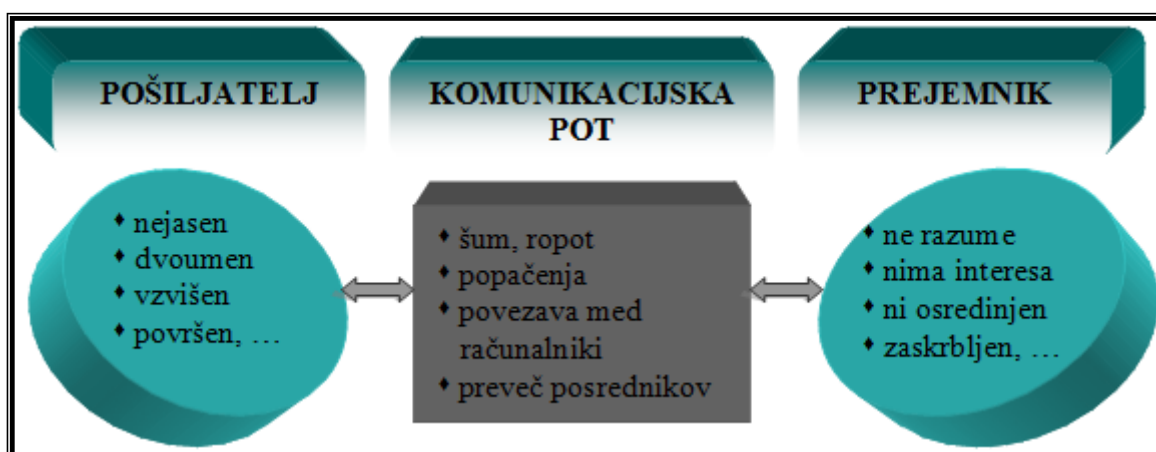 POŠILJATELJ
KOMUNIKACIJSKA
POT
PREJEMNIK
♦ nejasen
♦ dvoumen
♦ vzvišen
♦ površen, …
♦ šum, ropot
♦ popačenja
♦ povezava med
računalniki
♦ preveč posrednikov
♦ ne razume
♦ nima interesa
♦ ni osredinjen
♦ zaskrbljen, …